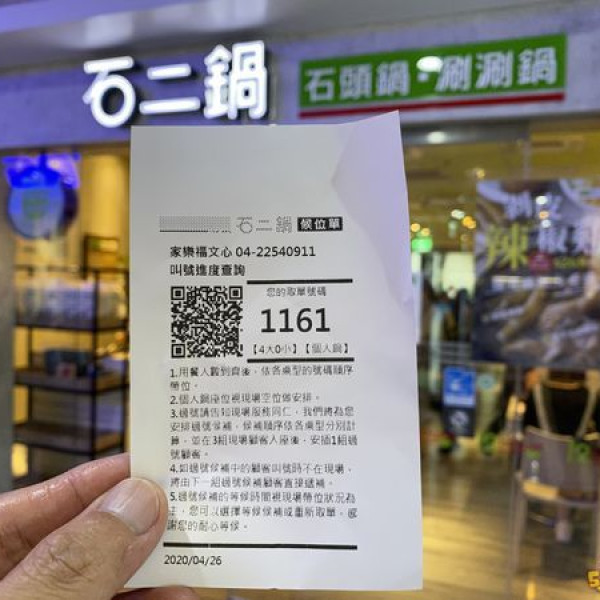 石二鍋
石頭鍋·涮涮鍋
石二鍋 候位單
家樂福文心 04-22540911
叫號進度查詢
您的取單號碼
1161
【4大0小】【個人鍋】
1.用餐人數到齊後，依各桌型的號碼順序
帶位。
2.個人鍋座位視現場空位做安排。
3.過號請告知現場服務同仁，我們將為您
安排過號候補，候補順序依各桌型分別計
算，並在3組現場顧客入座後，安插1組過
號顧客。
4.如過號候補中的顧客叫號時不在現場，
將由下一組過號候補顧客直接遞補。
5.過號候補的等候時間視現場帶位狀況為
主，您可以選擇等候候補或重新取單，感
謝您的耐心等候。
2020/04/26
辣
椒